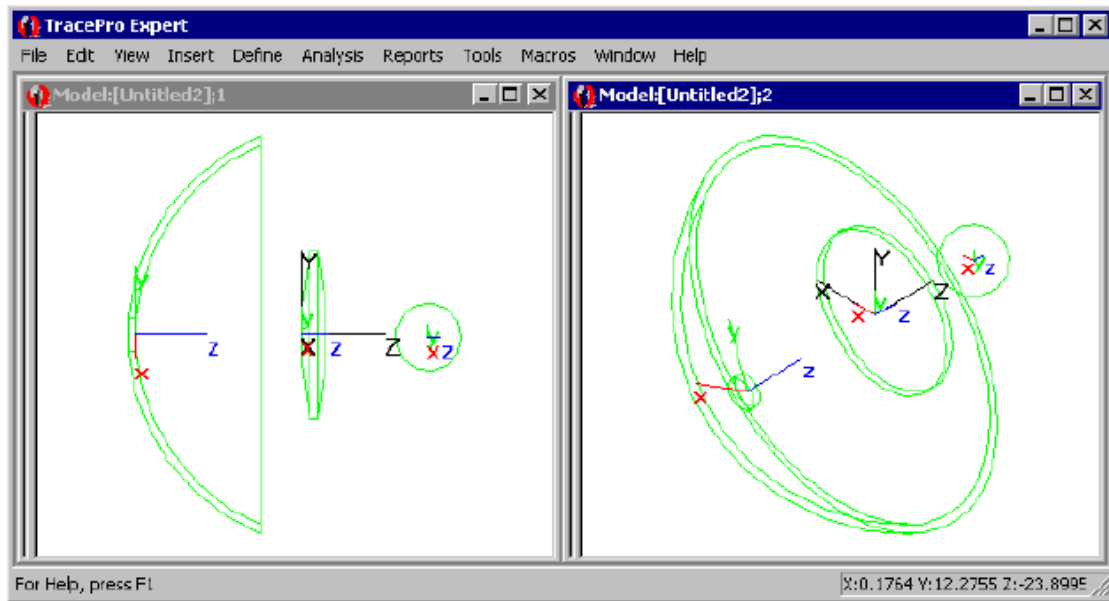 TracePro Expert
File Edit View Insert Define Analysis Reports Tools Macros Window Help
Model:[Untitled2];1
Model:[Untitled2];2
y
z
x
Y
y
X
x
z
Z
y
x
z
Y
X
Z
y
x
z
y
x
z
y
x
z
For Help, press F1
X:0.1764 Y:12.2755 Z:-23.8995